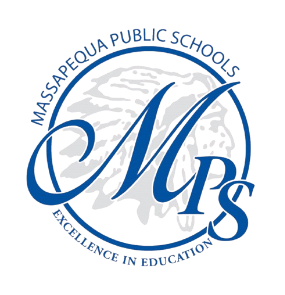 MASSAPEQUA PUBLIC SCHOOLS
MPS
EXCELLENCE IN EDUCATION